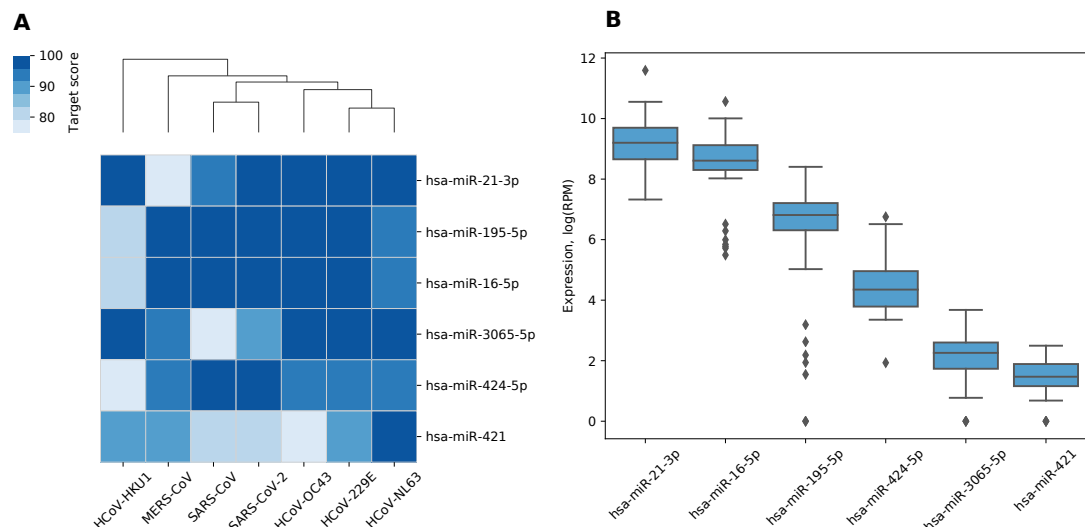 A
100
90
80
Target score
hsa-miR-21-3p
hsa-miR-195-5p
hsa-miR-16-5p
hsa-miR-3065-5p
hsa-miR-424-5p
hsa-miR-421
HCoV-HKU1
MERS-CoV
SARS-CoV
SARS-CoV-2
HCoV-OC43
HCoV-229E
HCoV-NL63
B
12
10
8
6
4
2
0
Expression, log(RPM)
hsa-miR-21-3p
hsa-miR-16-5p
hsa-miR-195-5p
hsa-miR-424-5p
hsa-miR-3065-5p
hsa-miR-421